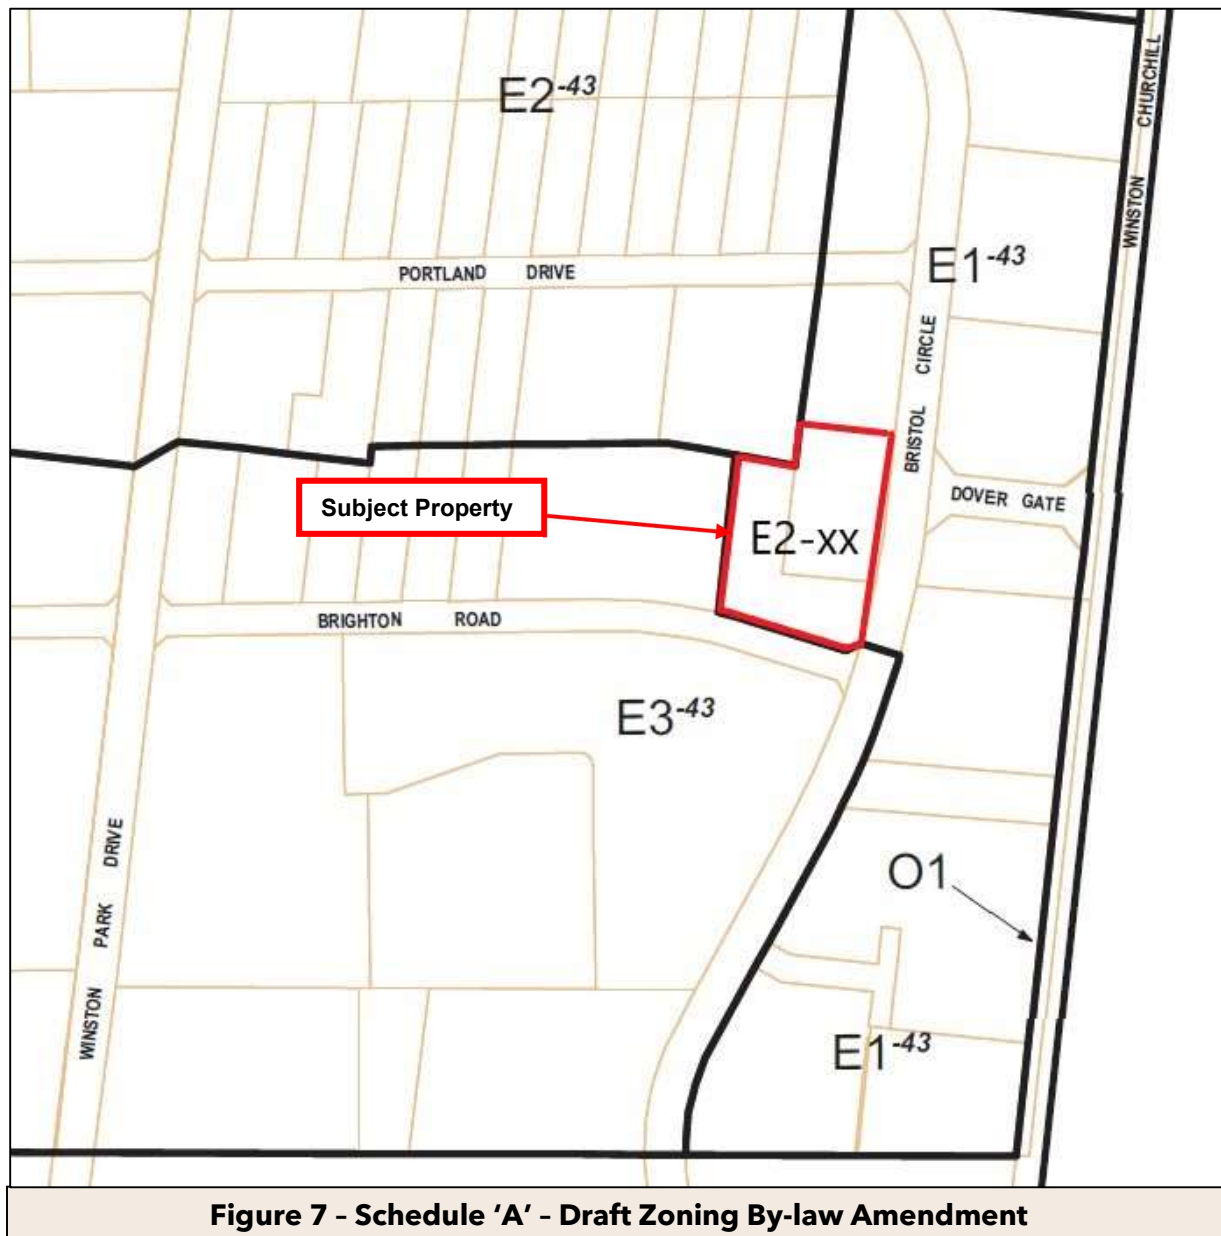 E2-43
WINSTON CHURCHILL
E1-43
PORTLAND DRIVE
BRISTOL CIRCLE
DOVER GATE
Subject Property
E2-xx
BRIGHTON ROAD
E3-43
WINSTON PARK DRIVE
O1
E1-43
Figure 7 - Schedule ‘A’ - Draft Zoning By-law Amendment